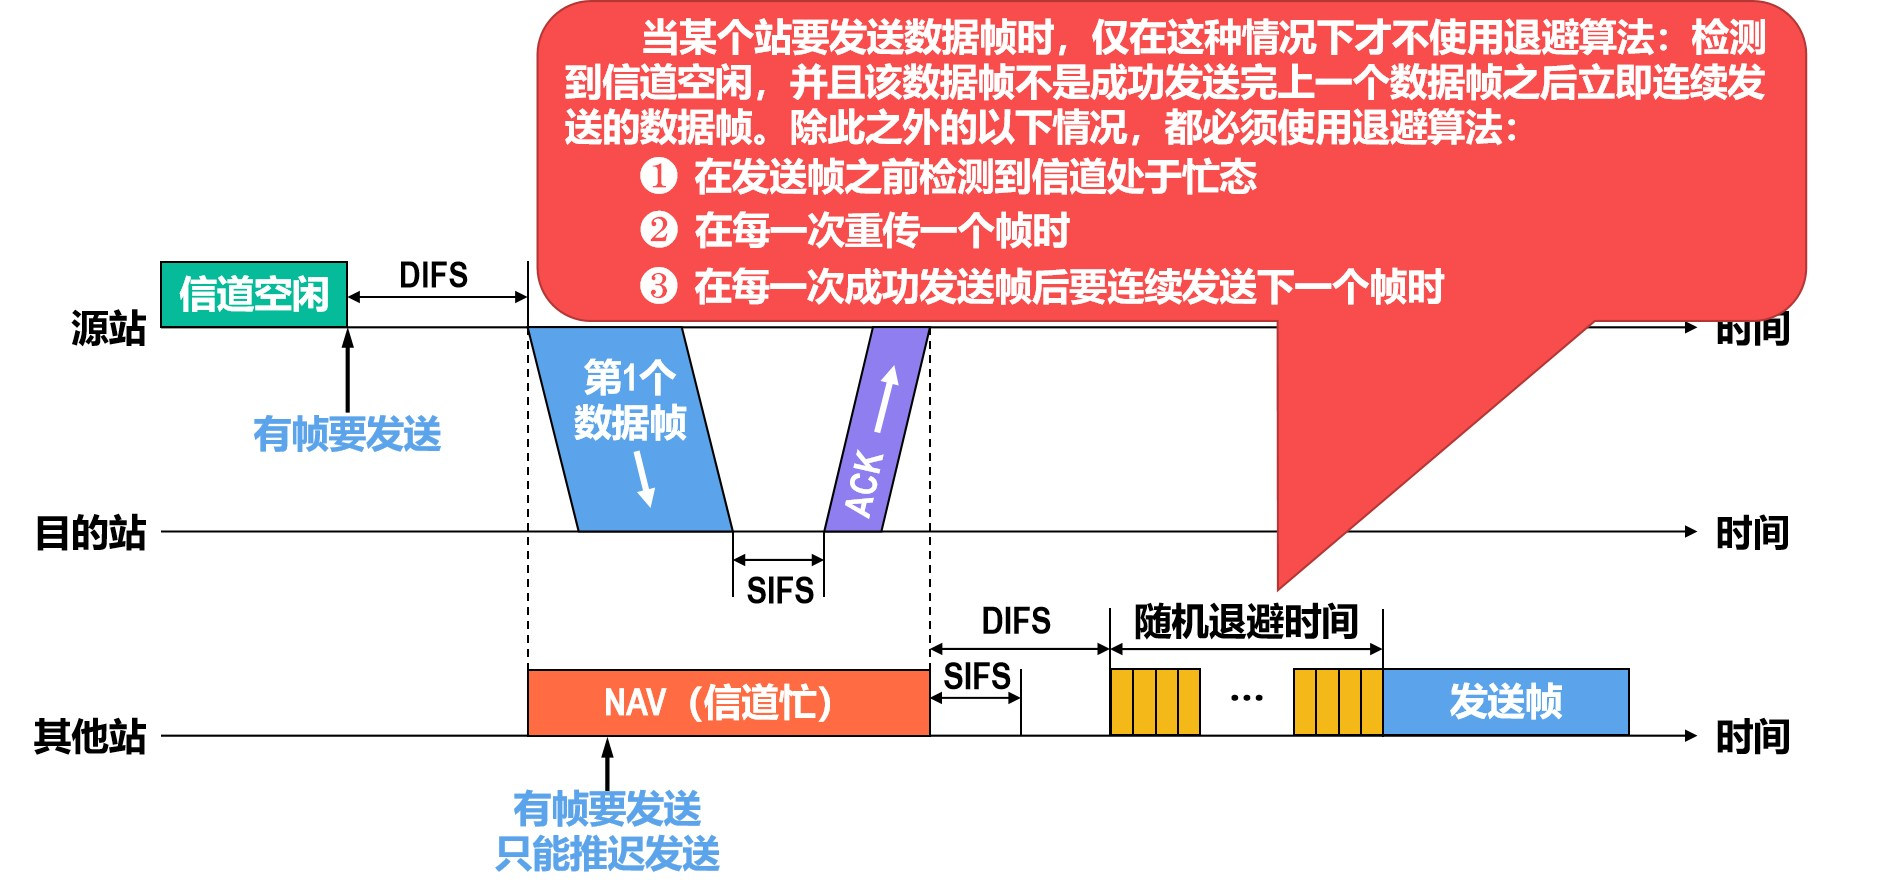 当某个站要发送数据帧时，仅在这种情况下才不使用退避算法：检测
到信道空闲，并且该数据帧不是成功发送完上一个数据帧之后立即连续发
送的数据帧。除此之外的以下情况，都必须使用退避算法：
❶ 在发送帧之前检测到信道处于忙态
❷ 在每一次重传一个帧时
❸ 在每一次成功发送帧后要连续发送下一个帧时
信道空闲
DIFS
源站
时间
有帧要发送
第1个
数据帧
ACK
目的站
时间
SIFS
DIFS
随机退避时间
SIFS
NAV（信道忙）
...
发送帧
其他站
时间
有帧要发送
只能推迟发送